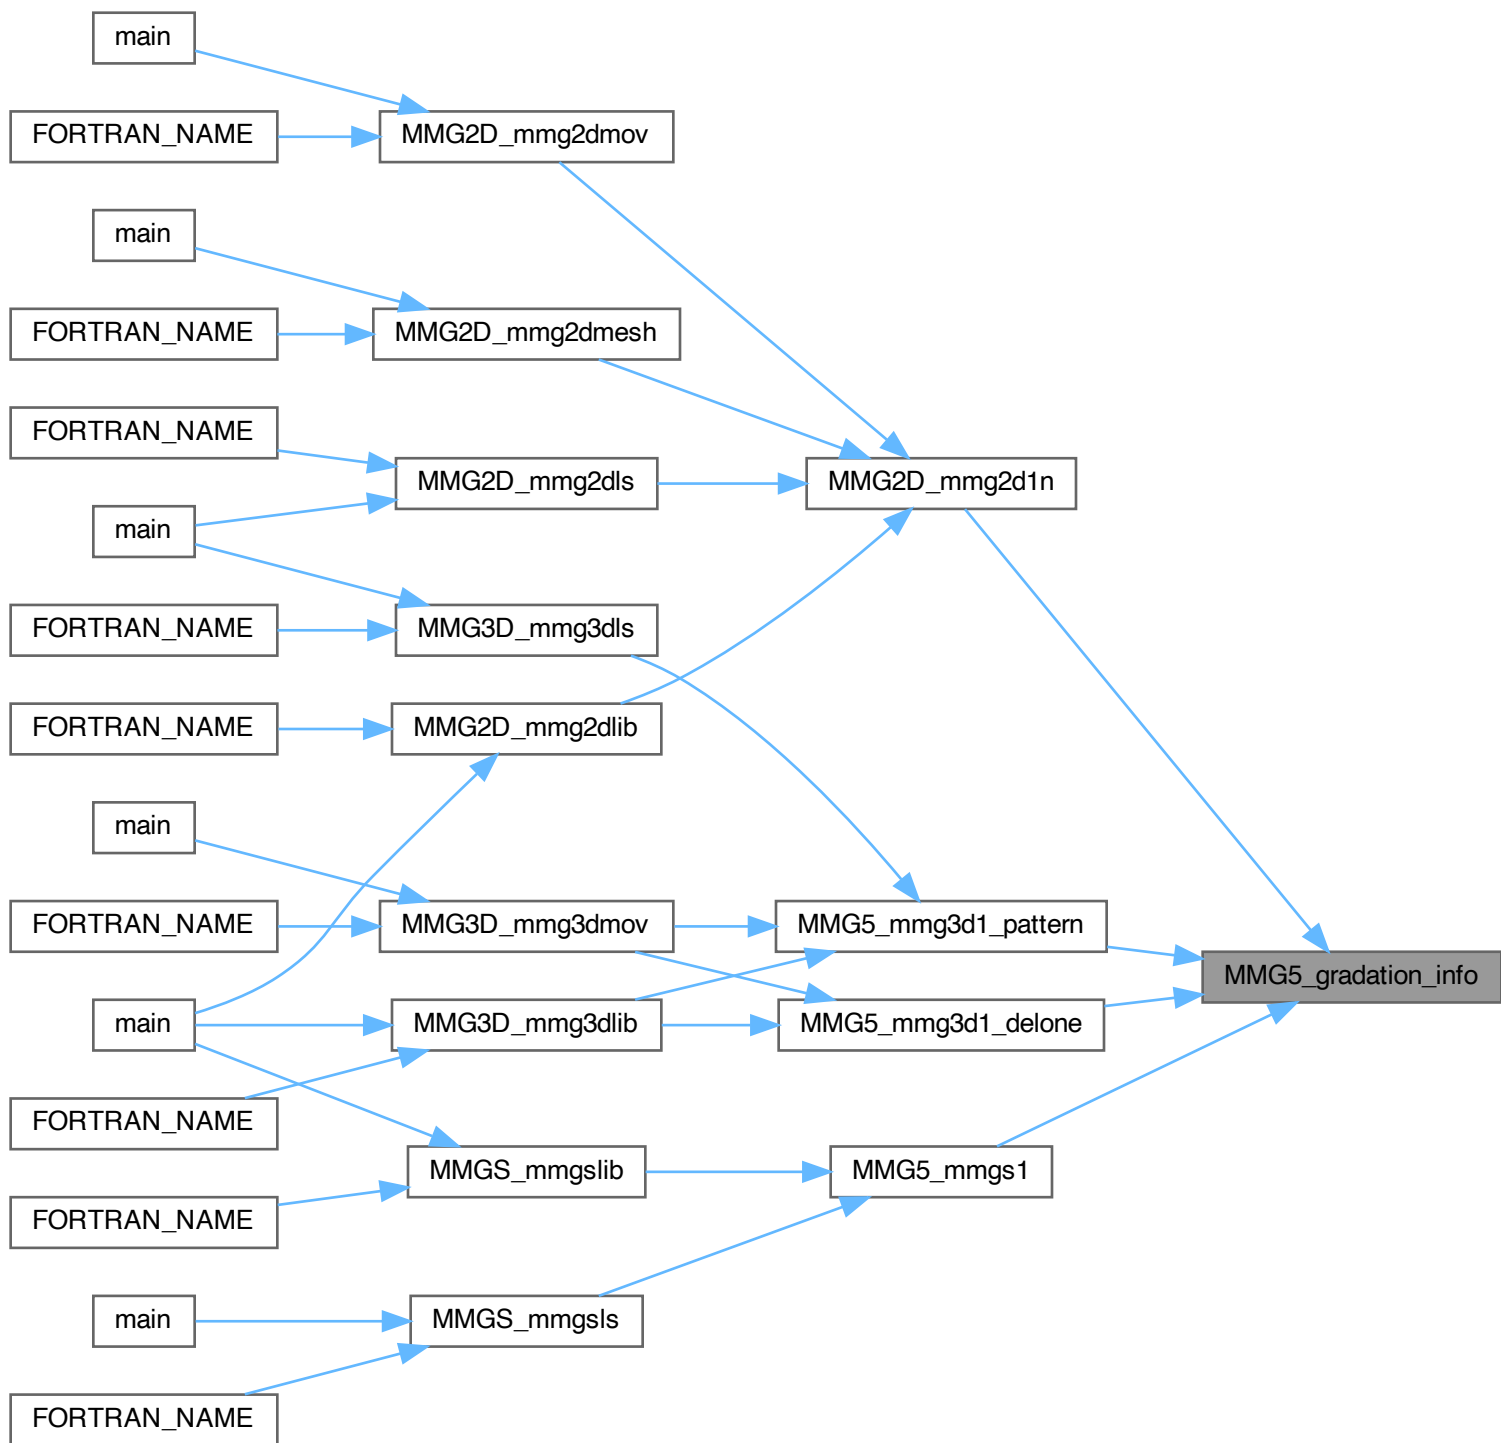 main
FORTRAN_NAME
MMG2D_mmg2dmov
main
FORTRAN_NAME
MMG2D_mmg2dmesh
FORTRAN_NAME
MMG2D_mmg2dls
MMG2D_mmg2d1n
main
FORTRAN_NAME
MMG3D_mmg3dls
FORTRAN_NAME
MMG2D_mmg2dlib
main
FORTRAN_NAME
MMG3D_mmg3dmov
MMG5_mmg3d1_pattern
MMG5_gradation_info
main
MMG3D_mmg3dlib
MMG5_mmg3d1_delone
FORTRAN_NAME
MMGS_mmgslib
MMG5_mmgs1
FORTRAN_NAME
main
MMGS_mmgsls
FORTRAN_NAME